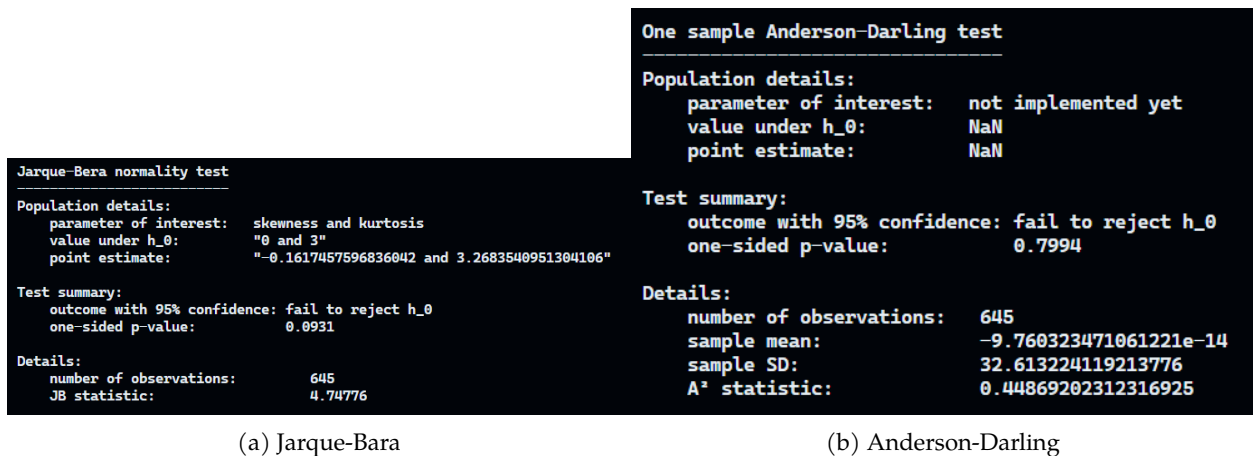 Jarque-Bera normality test
Population details:
parameter of interest: skewness and kurtosis
value under h_0: "0 and 3"
point estimate: "-0.1617457596836042 and 3.2683540951304106"
Test summary:
outcome with 95% confidence: fail to reject h_0
one-sided p-value: 0.0931
Details:
number of observations: 645
JB statistic: 4.74776
(a) Jarque-Bara
One sample Anderson-Darling test
Population details:
parameter of interest: not implemented yet
value under h_0: NaN
point estimate: NaN
Test summary:
outcome with 95% confidence: fail to reject h_0
one-sided p-value: 0.7994
Details:
number of observations: 645
sample mean: -9.760323471061221e-14
sample SD: 32.613224119213776
A² statistic: 0.44869202312316925
(b) Anderson-Darling